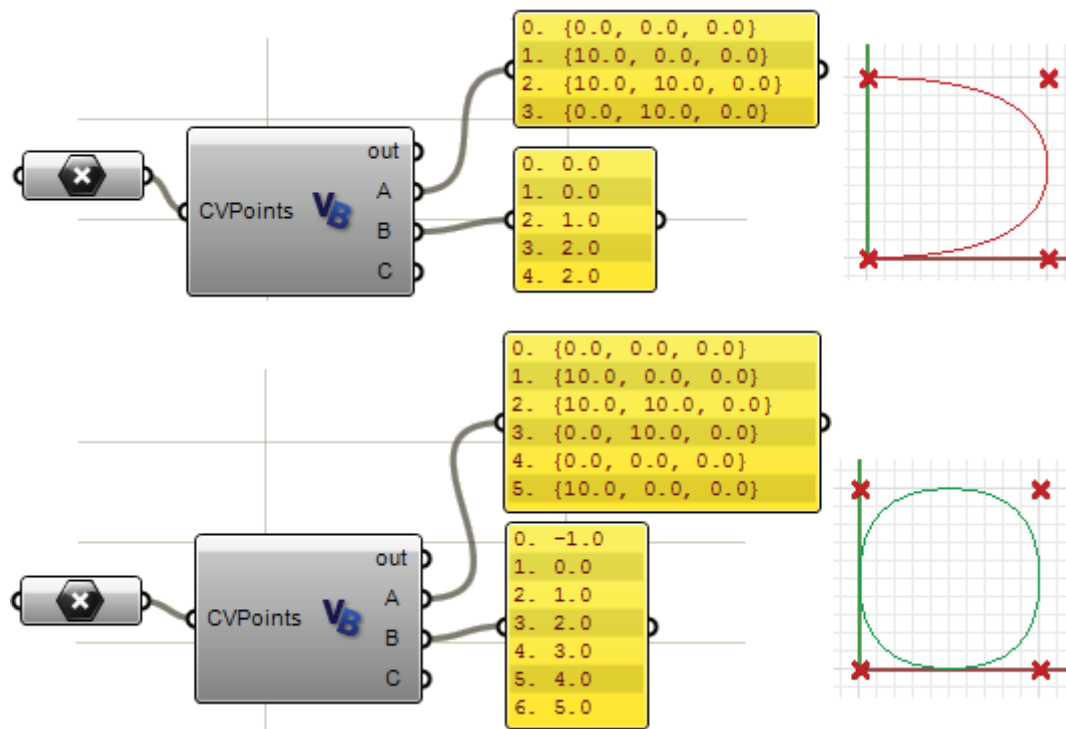 0. {0.0, 0.0, 0.0}
1. {10.0, 0.0, 0.0}
2. {10.0, 10.0, 0.0}
3. {0.0, 10.0, 0.0}
out
A
CVPoints
VB
B
C
0. 0.0
1. 0.0
2. 1.0
3. 2.0
4. 2.0
0. {0.0, 0.0, 0.0}
1. {10.0, 0.0, 0.0}
2. {10.0, 10.0, 0.0}
3. {0.0, 10.0, 0.0}
4. {0.0, 0.0, 0.0}
5. {10.0, 0.0, 0.0}
out
A
CVPoints
VB
B
C
0. -1.0
1. 0.0
2. 1.0
3. 2.0
4. 3.0
5. 4.0
6. 5.0